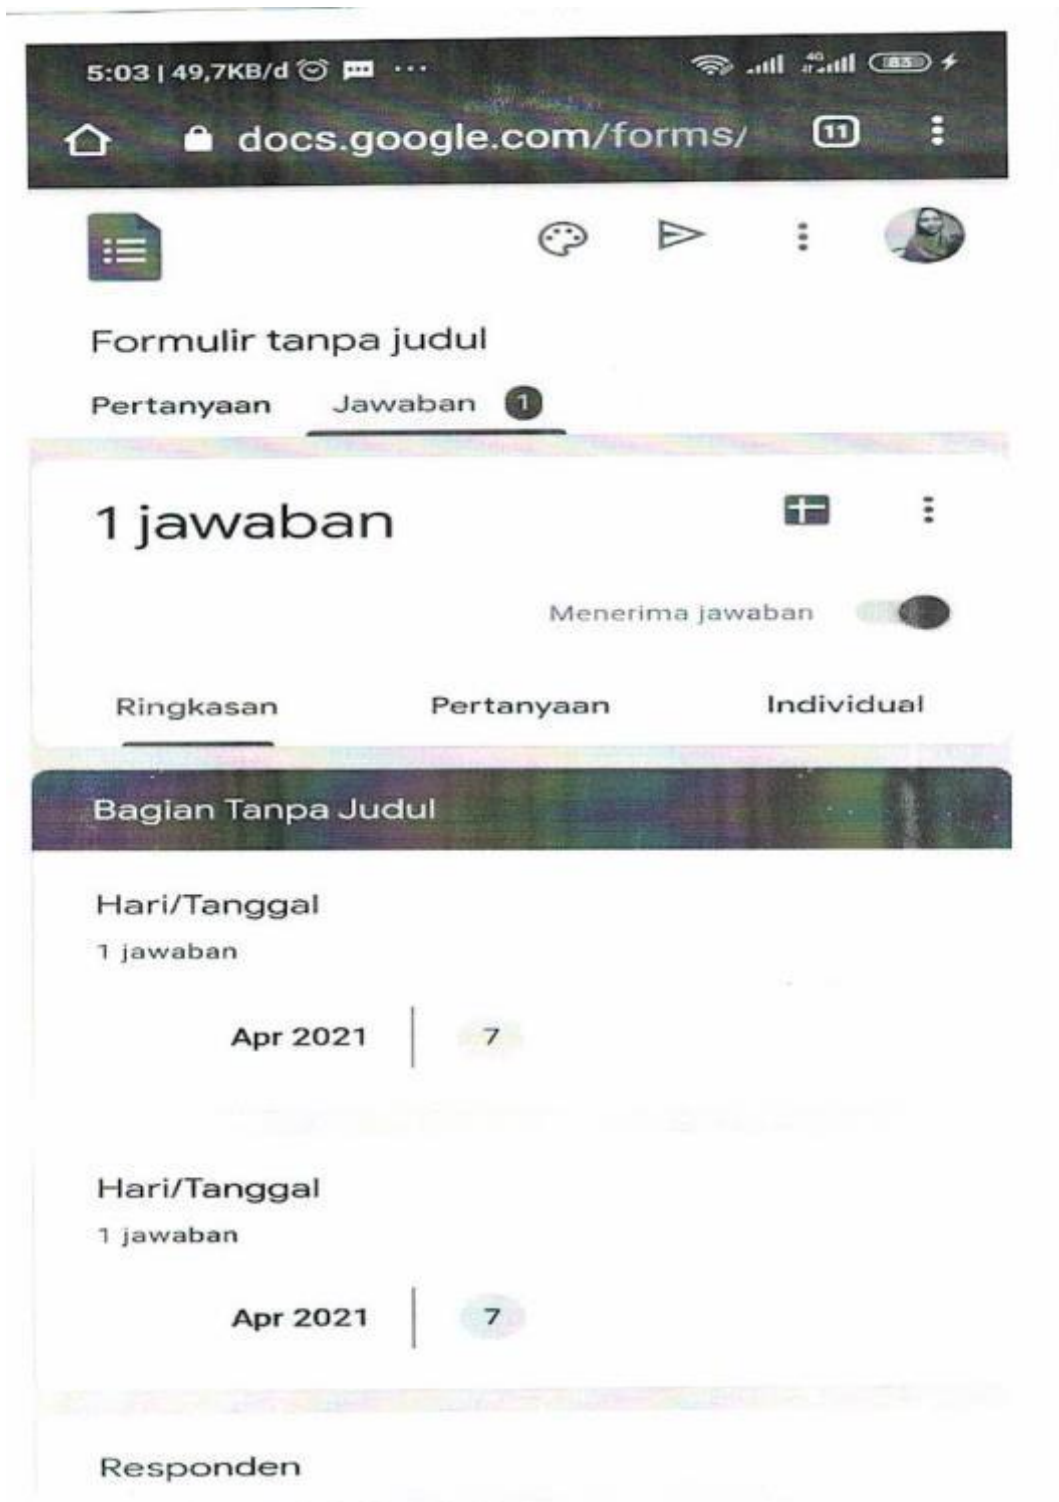 5:03 | 49,7KB/d
4G
83
docs.google.com/forms/
11
Formulir tanpa judul
Pertanyaan Jawaban 1
1 jawaban
Menerima jawaban
Ringkasan Pertanyaan Individual
Bagian Tanpa Judul
Hari/Tanggal
1 jawaban
Apr 2021 7
Hari/Tanggal
1 jawaban
Apr 2021 7
Responden